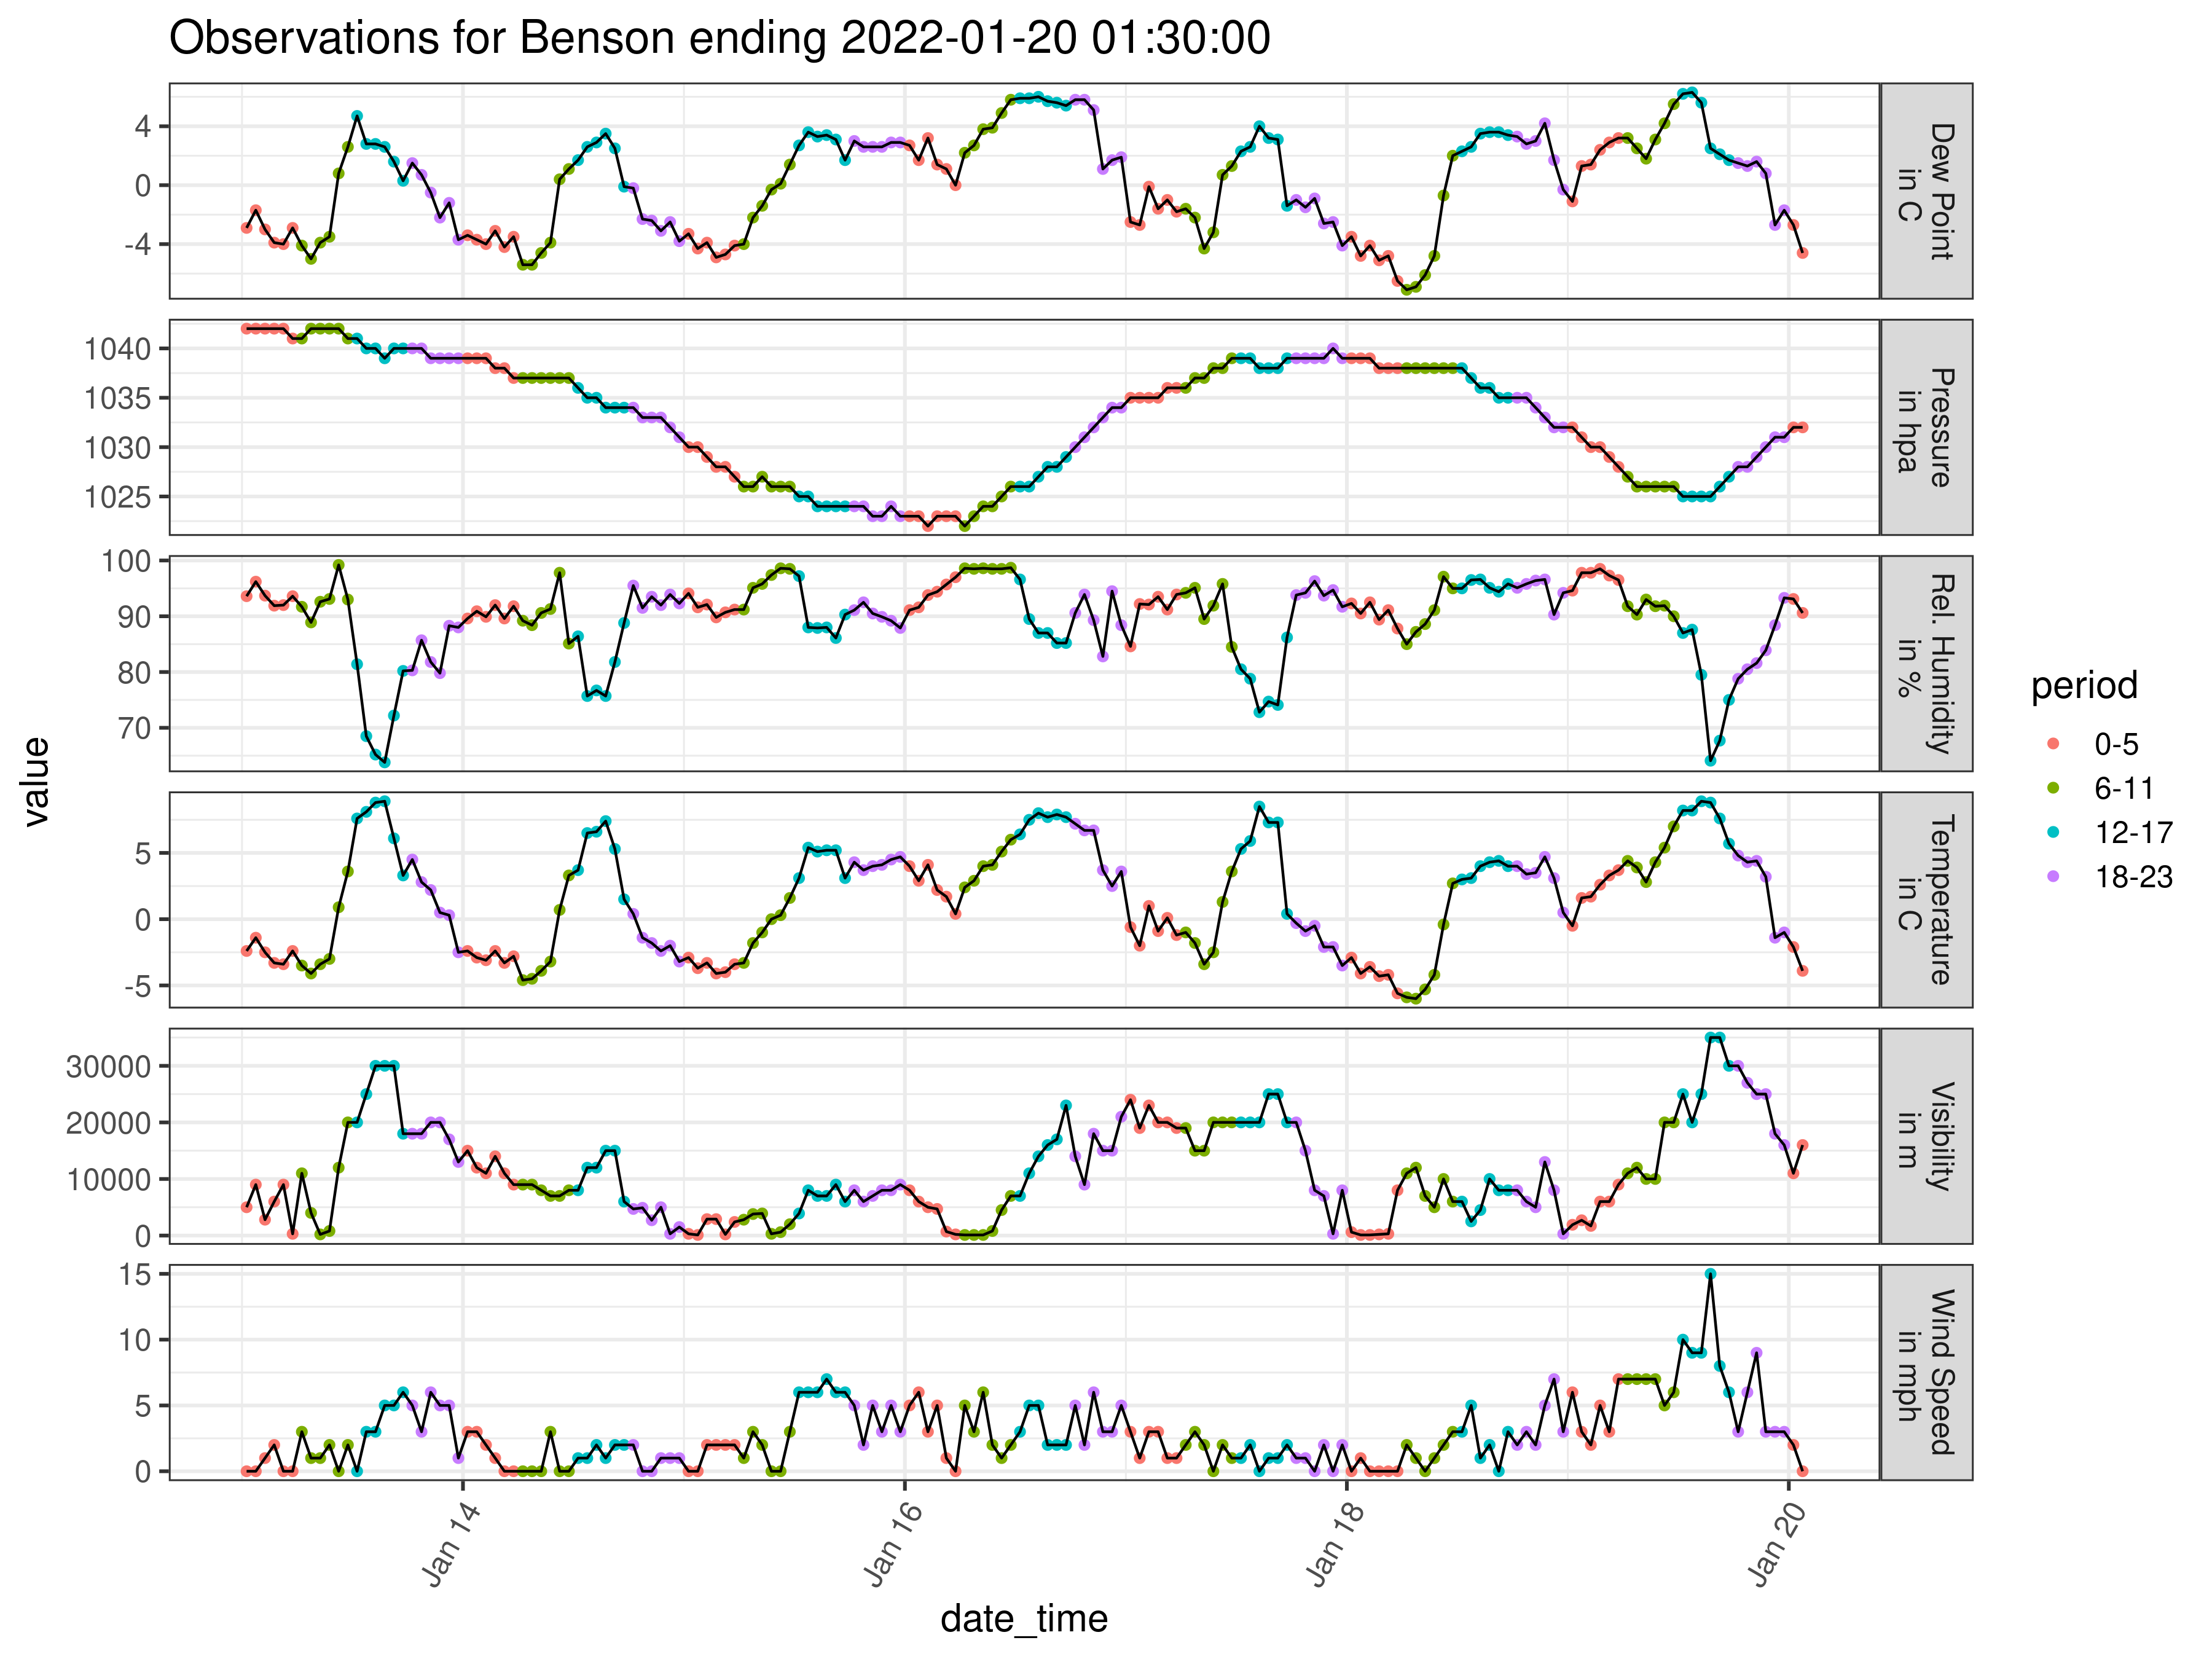 Observations for Benson ending 2022-01-20 01:30:00
value
4
0
-4
Dew Point
in C
1040
1035
1030
1025
Pressure
in hpa
100
90
80
70
Rel. Humidity
in %
5
0
-5
Temperature
in C
30000
20000
10000
0
Visibility
in m
15
10
5
0
Wind Speed
in mph
Jan 14
Jan 16
Jan 18
Jan 20
date_time
period
0-5
6-11
12-17
18-23